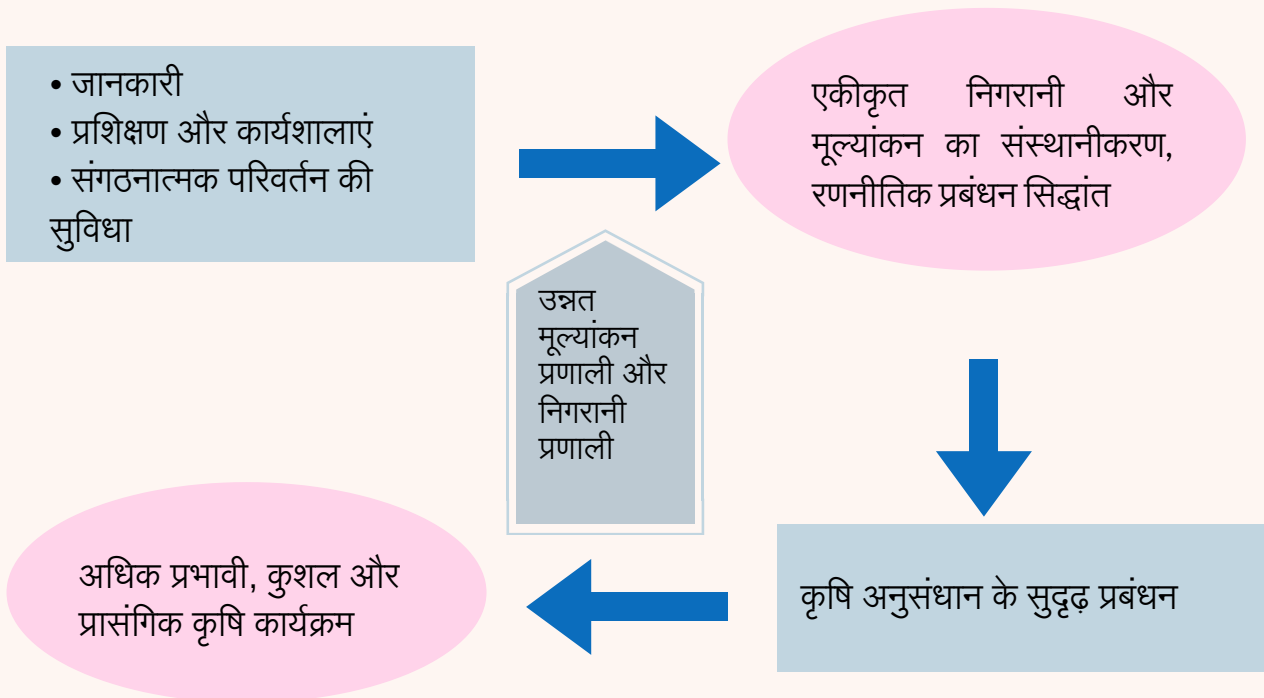 • जानकारी
• प्रशिक्षण और कार्यशालाएं
• संगठनात्मक परिवर्तन की
सुविधा
एकीकृत निगरानी और
मूल्यांकन का संस्थानीकरण,
रणनीतिक प्रबंधन सिद्धांत
उन्नत
मूल्यांकन
प्रणाली और
निगरानी
प्रणाली
कृषि अनुसंधान के सुदृढ़ प्रबंधन
अधिक प्रभावी, कुशल और
प्रासंगिक कृषि कार्यक्रम